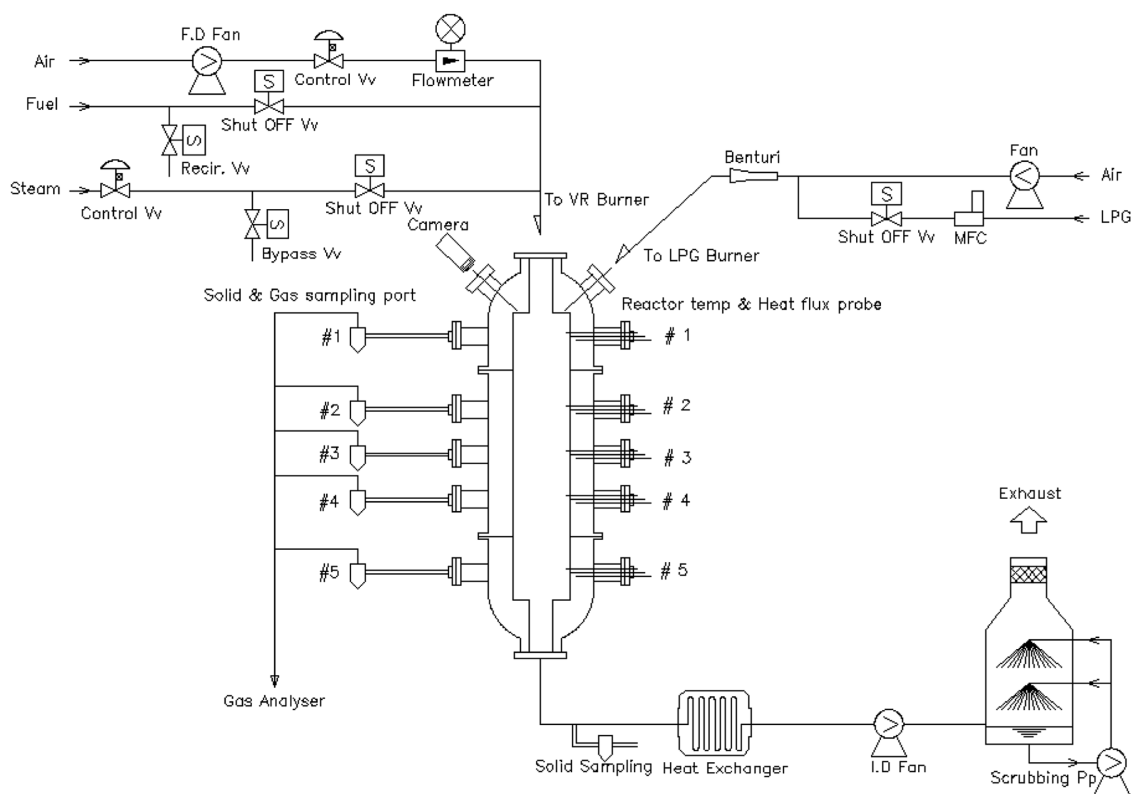 F.D Fan
Air
Control Vv
Flowmeter
Fuel
S
Shut OFF Vv
S
Recir. Vv
Steam
Control Vv
S
Shut OFF Vv
S
Bypass Vv
To VR Burner
Camera
Benturi
Fan
Air
S
Shut OFF Vv
MFC
LPG
To LPG Burner
Solid & Gas sampling port
Reactor temp & Heat flux probe
#1
# 1
#2
# 2
#3
# 3
#4
# 4
#5
# 5
Gas Analyser
Exhaust
Solid Sampling
Heat Exchanger
I.D Fan
Scrubbing Pp